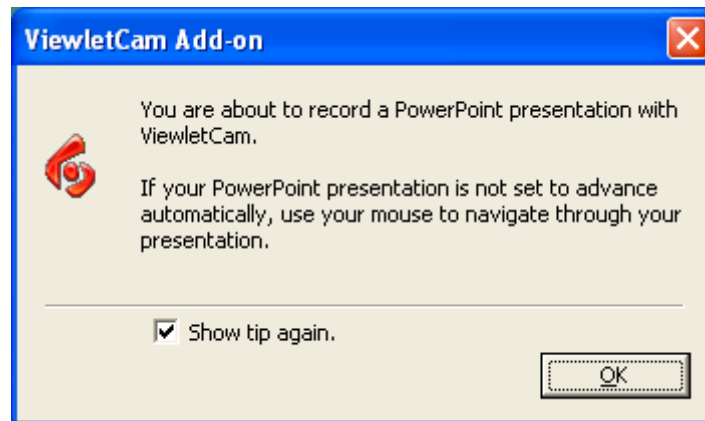 ViewletCam Add-on
You are about to record a PowerPoint presentation with
ViewletCam.
If your PowerPoint presentation is not set to advance
automatically, use your mouse to navigate through your
presentation.
Show tip again.
OK